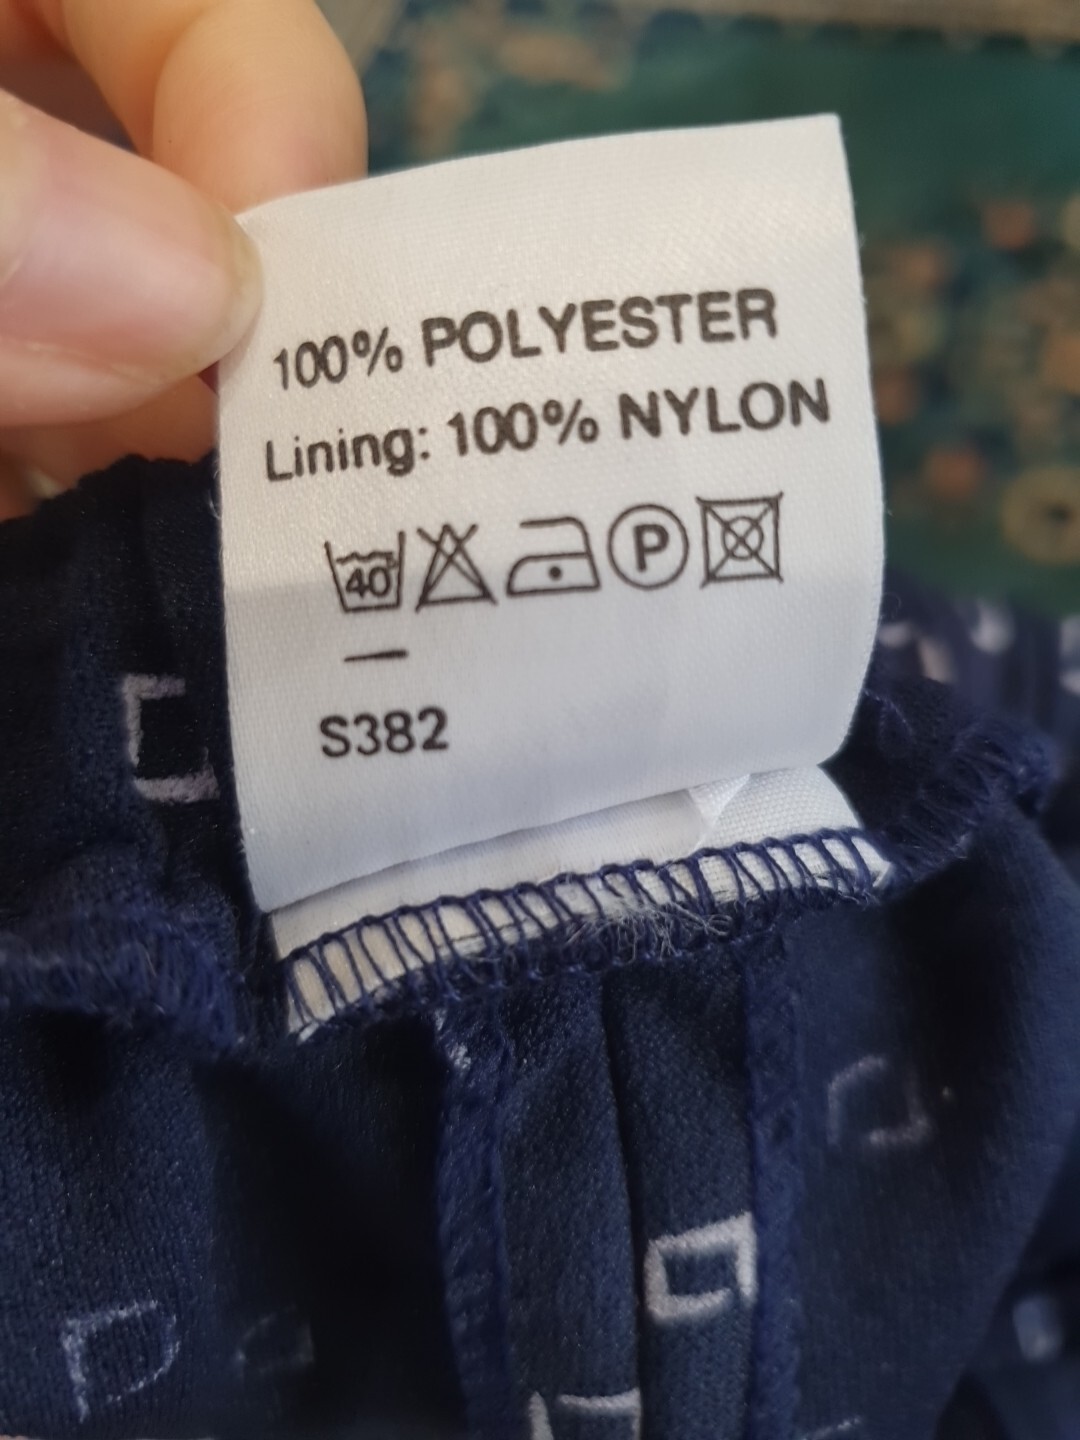 100% POLYESTER
Lining: 100% NYLON
40 P
S382